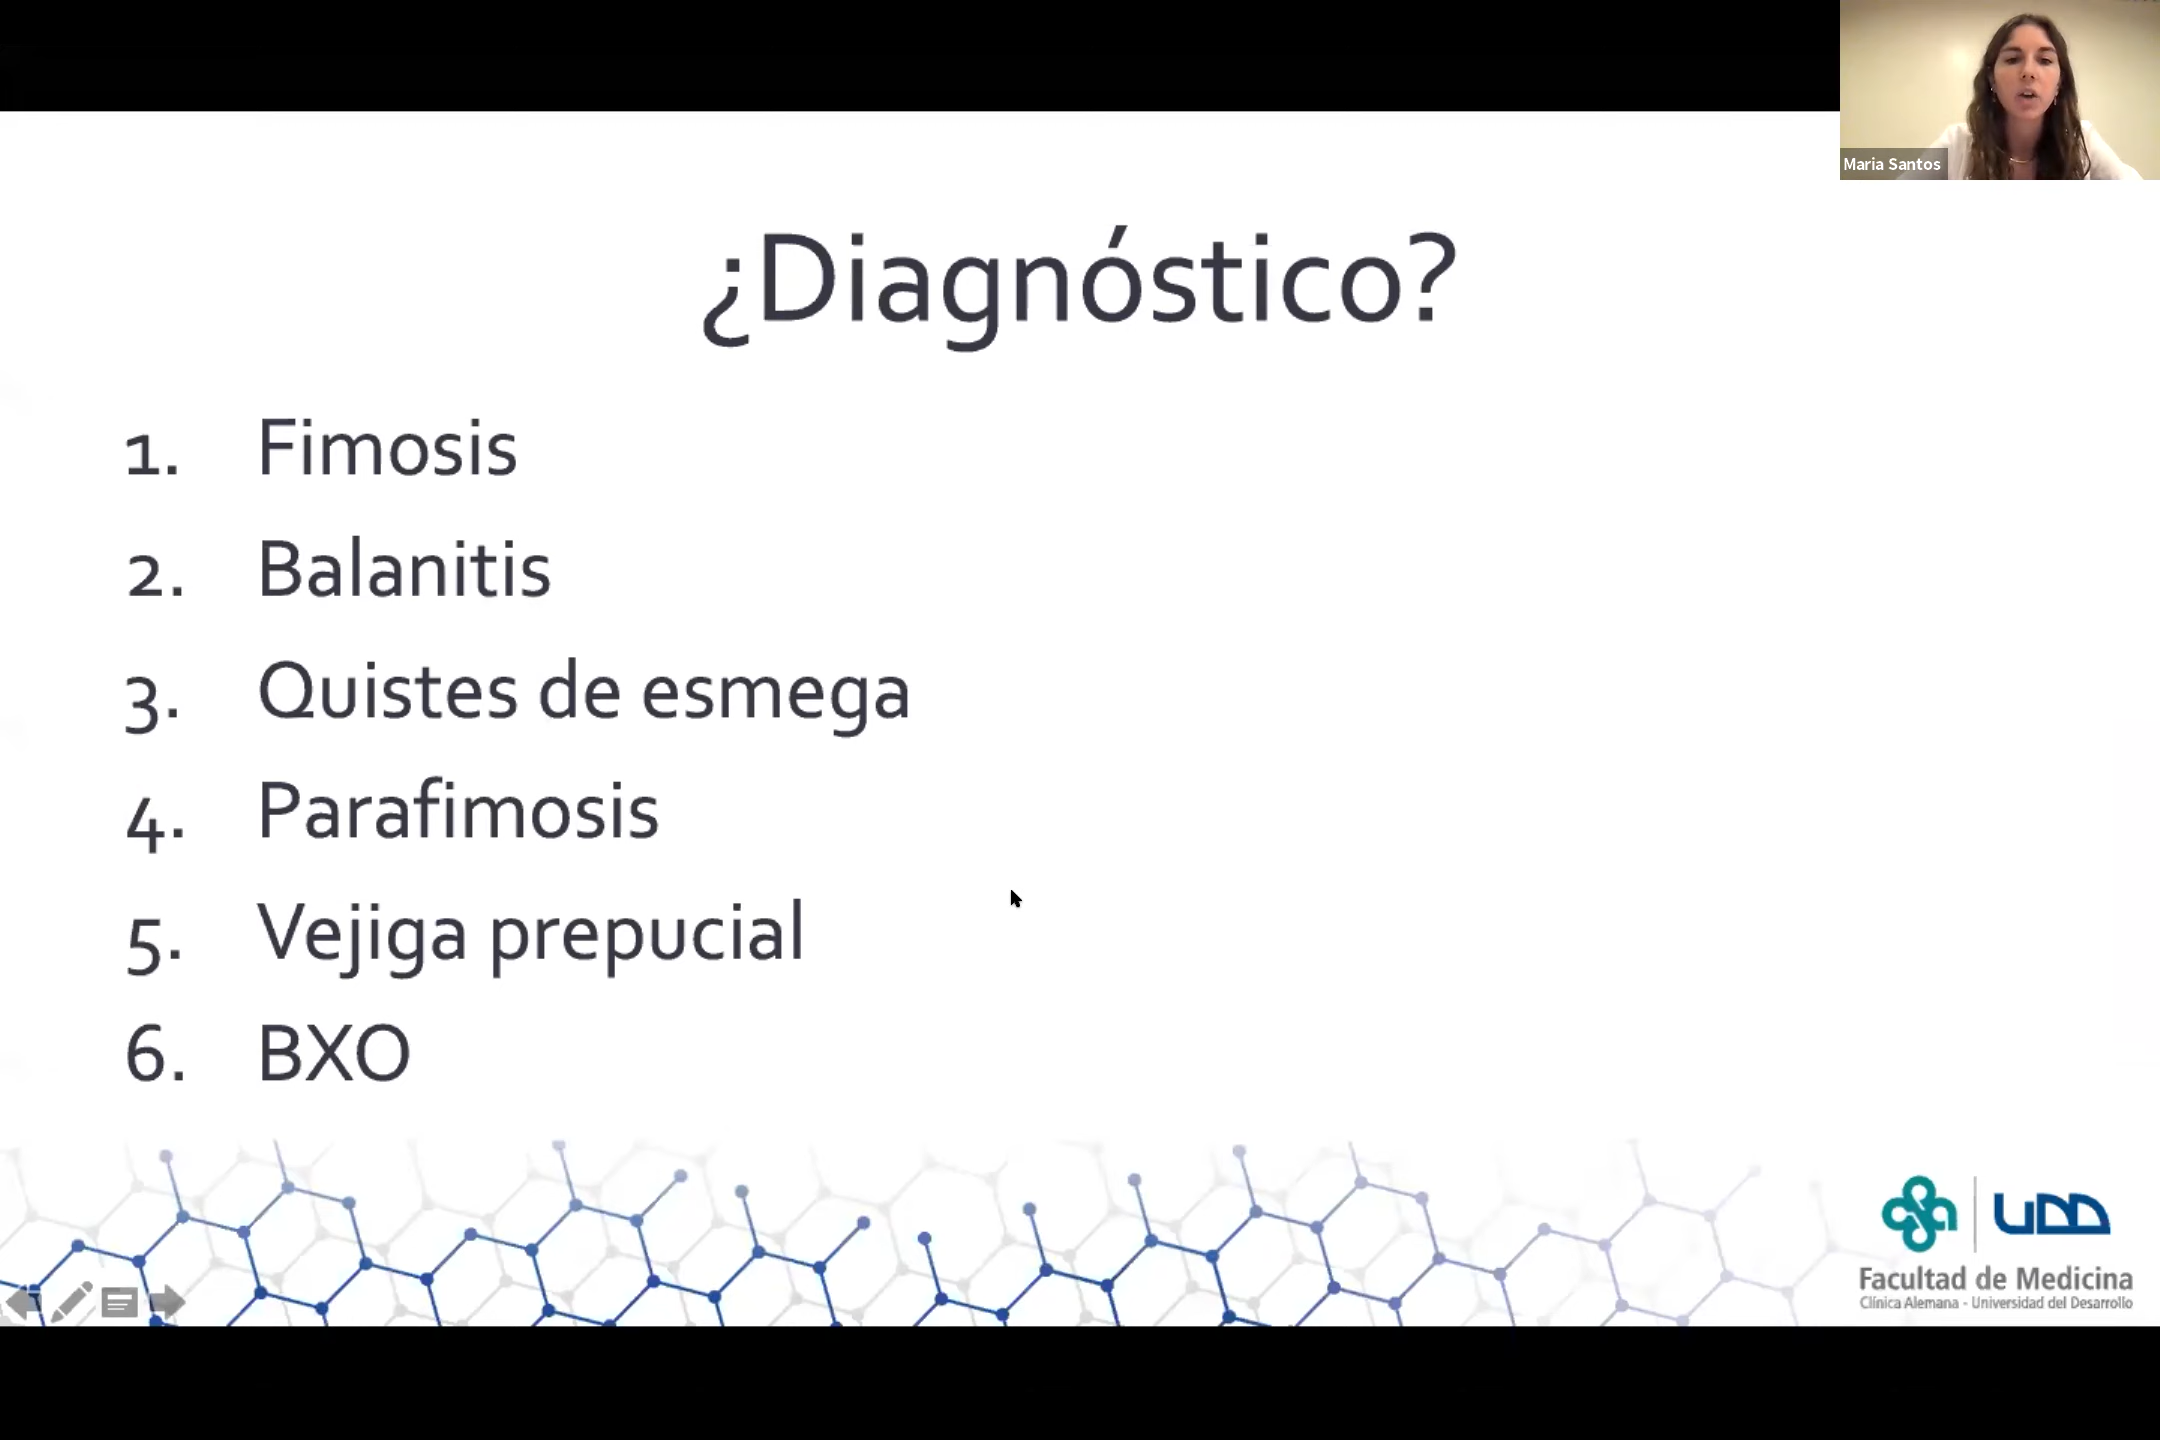 Maria Santos
¿Diagnóstico?
1. Fimosis
2. Balanitis
3. Quistes de esmega
4. Parafimosis
5. Vejiga prepucial
6. BXO
UDD
Facultad de Medicina
Clínica Alemana - Universidad del Desarrollo